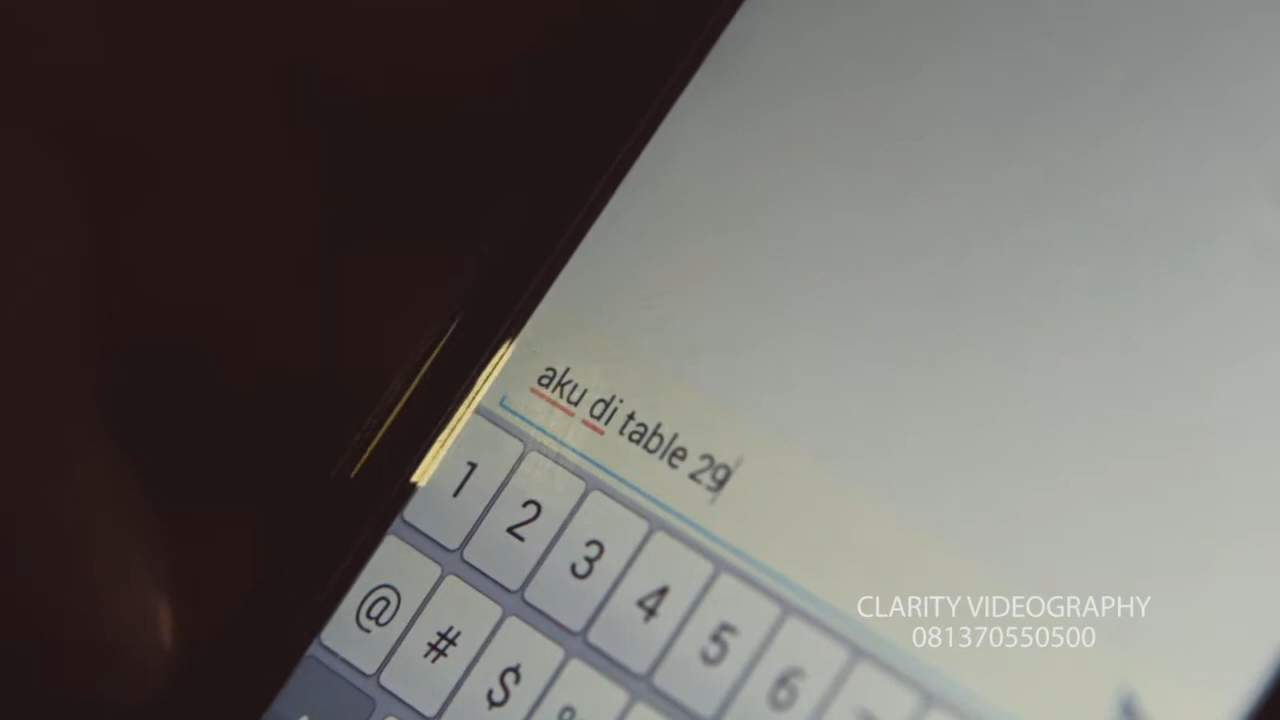 aku di table 29
1 2 3 4 5 6
@ # $
CLARITY VIDEOGRAPHY
081370550500